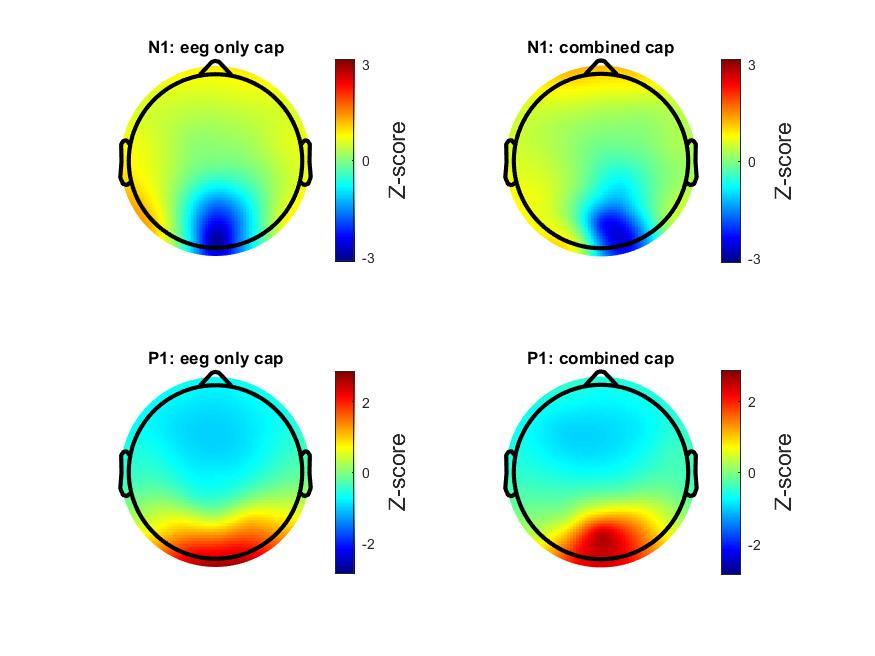 N1: eeg only cap
3
0
-3
Z-score
N1: combined cap
3
0
-3
Z-score
P1: eeg only cap
2
0
-2
Z-score
P1: combined cap
2
0
-2
Z-score